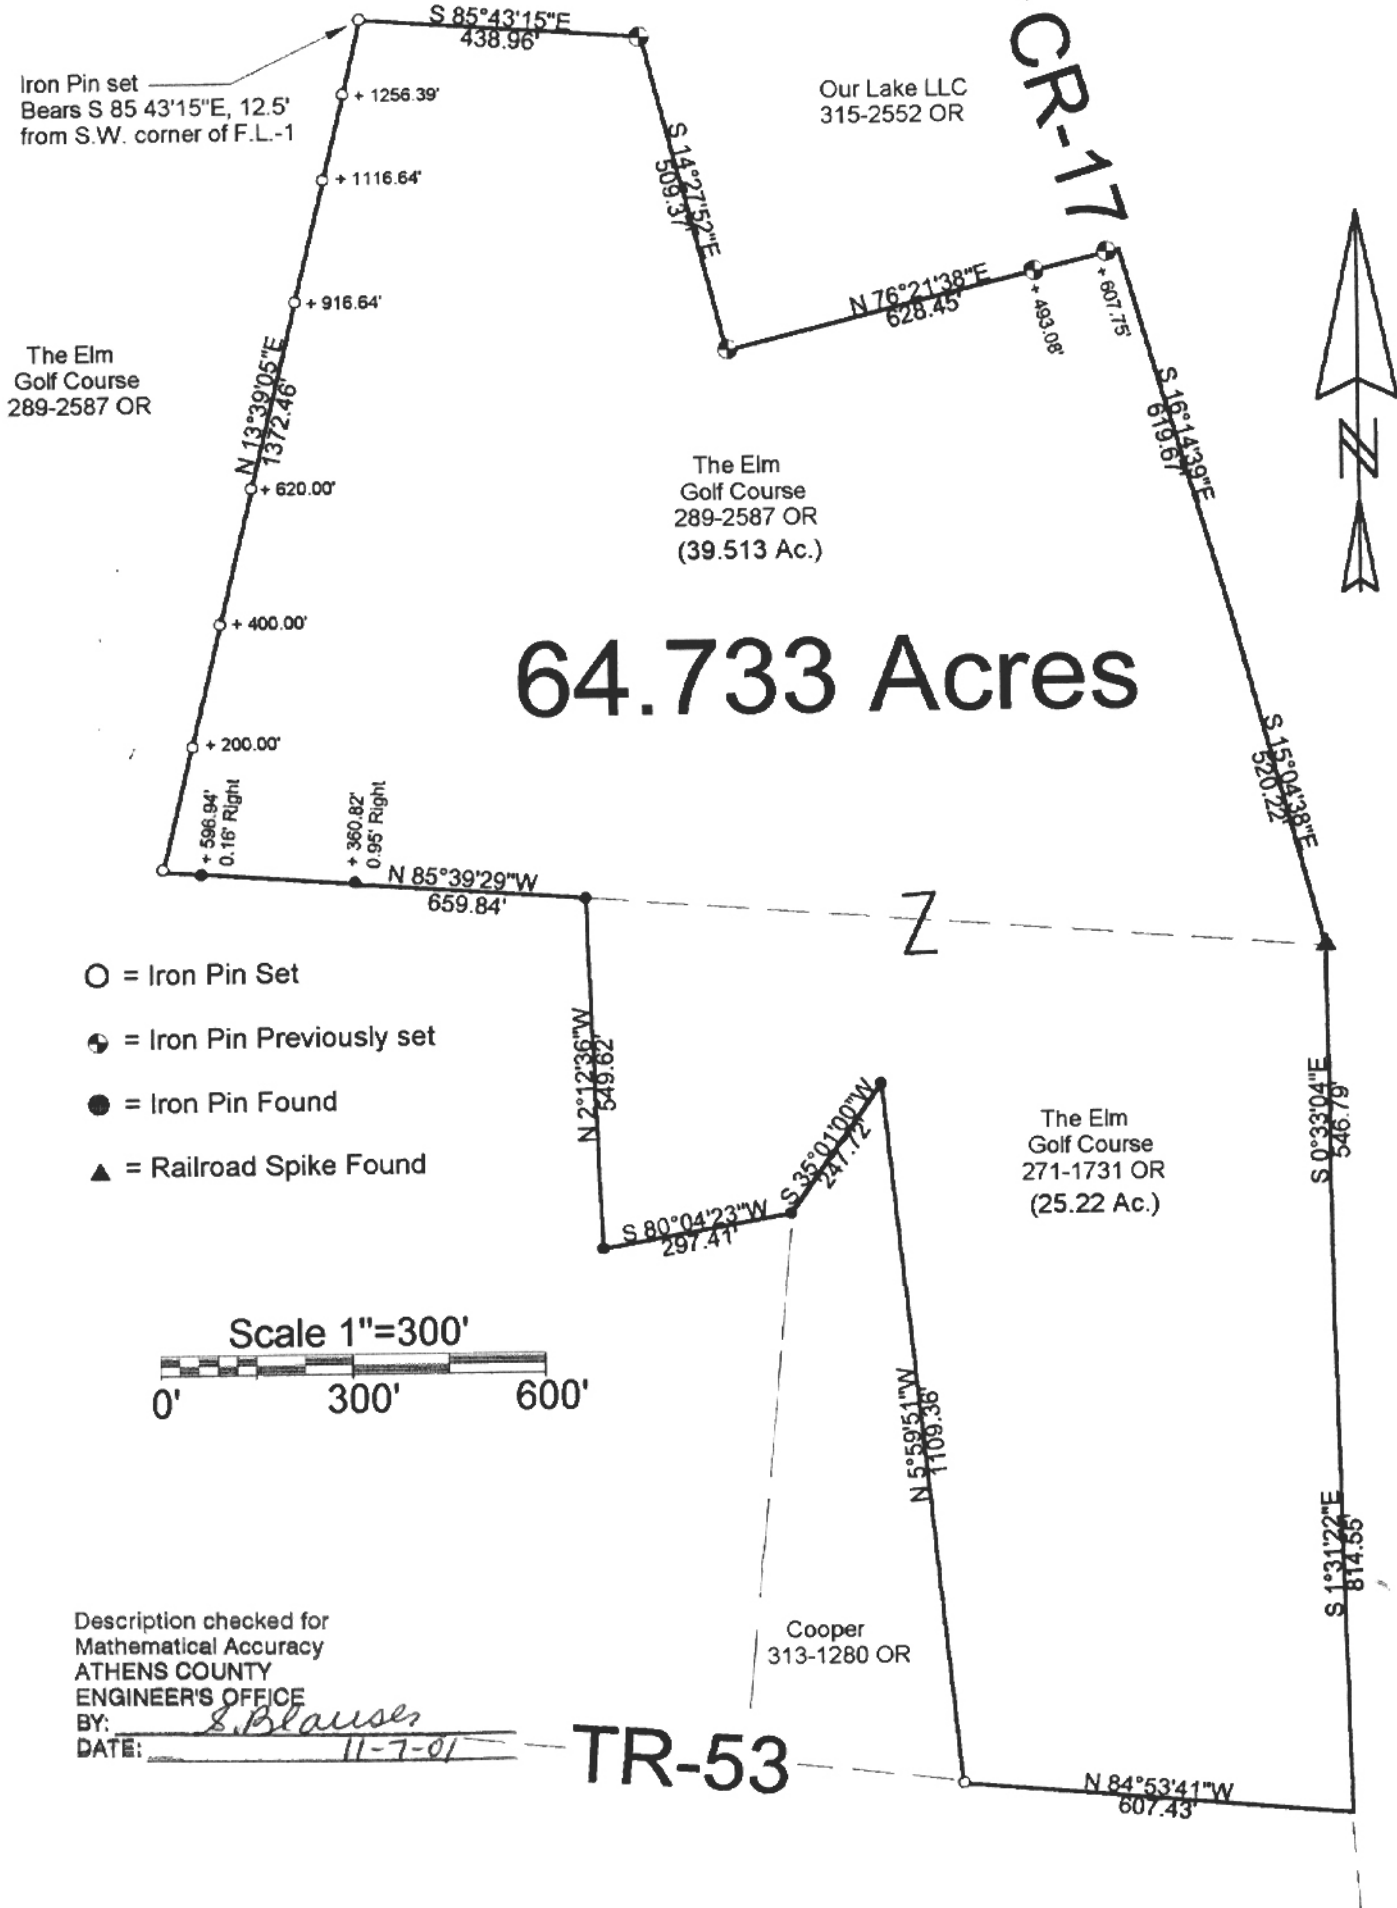 S 85°43'15"E
438.96'
Iron Pin set
Bears S 85 43'15"E, 12.5'
from S.W. corner of F.L.-1
+ 1256.39'
+ 1116.64'
+ 916.64'
N 13°39'05"E
1372.46'
+ 620.00'
+ 400.00'
+ 200.00'
The Elm
Golf Course
289-2587 OR
S 14°27'52"E
509.37'
Our Lake LLC
315-2552 OR
CR-17
N 76°21'38"E
628.45'
+ 493.08'
+ 607.75'
S 16°14'39"E
619.67'
The Elm
Golf Course
289-2587 OR
(39.513 Ac.)
N
64.733 Acres
S 15°04'38"E
520.22'
+ 598.94'
0.16' Right
+ 360.82'
0.95' Right
N 85°39'29"W
659.84'
Z
O = Iron Pin Set
= Iron Pin Previously set
= Iron Pin Found
= Railroad Spike Found
N 2°12'36"W
549.62'
S 80°04'23"W
297.41'
S 35°01'00"W
247.72'
The Elm
Golf Course
271-1731 OR
(25.22 Ac.)
S 0°33'04"E
546.79'
Scale 1"=300'
0' 300' 600'
N 5°59'51"W
1109.36'
S 1°31'22"E
814.55'
Cooper
313-1280 OR
Description checked for
Mathematical Accuracy
ATHENS COUNTY
ENGINEER'S OFFICE
BY: S. Blauser
DATE: 11-7-01
TR-53
N 84°53'41"W
607.43'